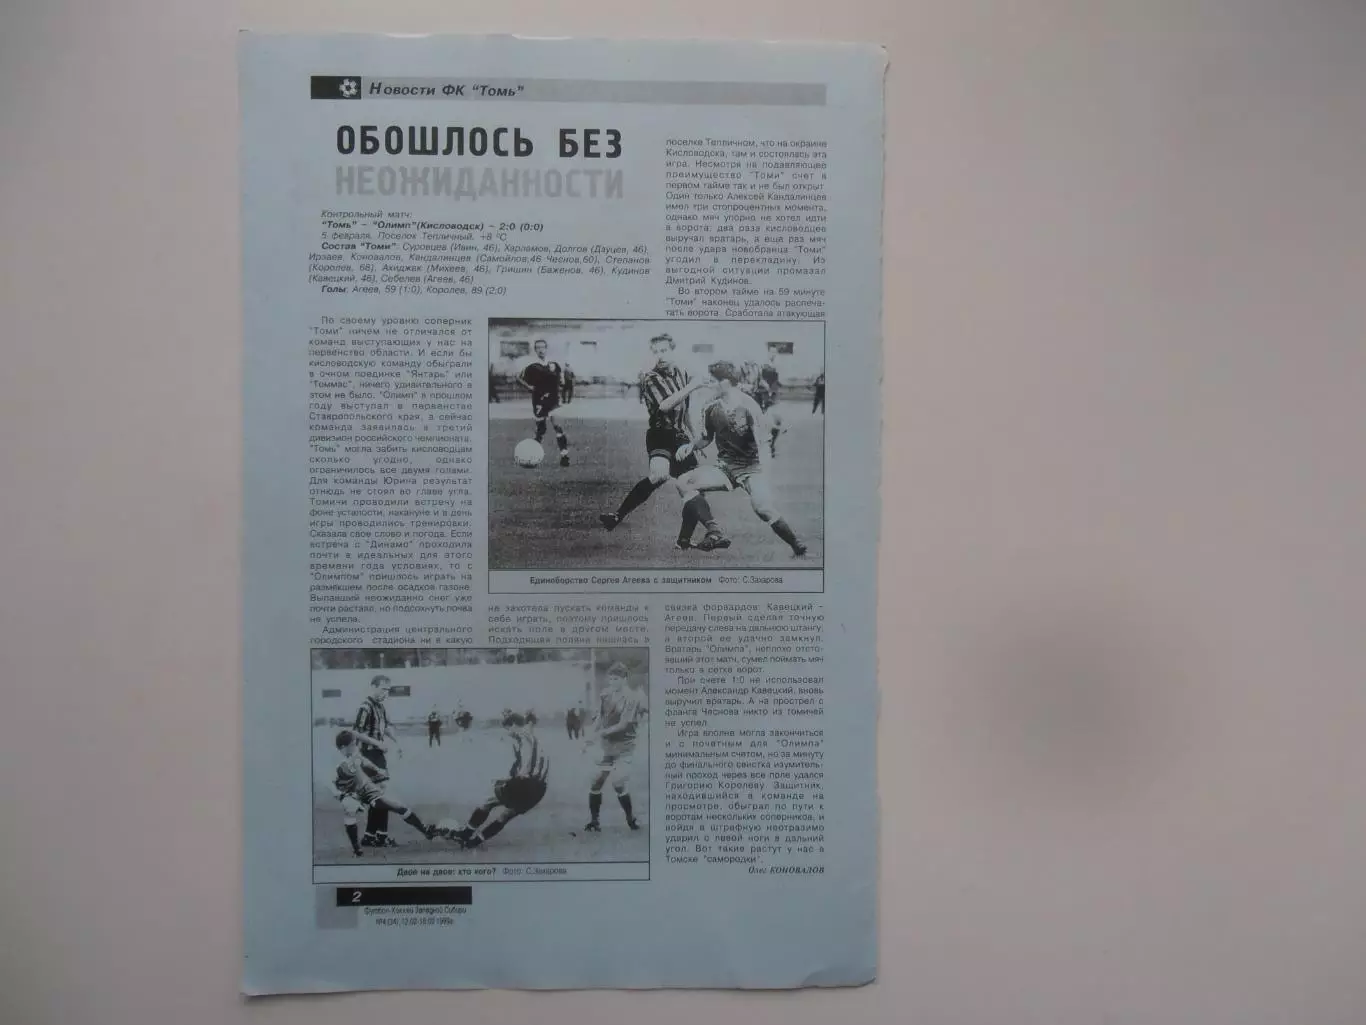 Новости ФК "Томь"
ОБОШЛОСЬ БЕЗ
НЕОЖИДАННОСТИ
Контрольный матч:
"Томь" – "Олимп"(Кисловодск) – 2:0 (0:0)
5 февраля. Поселок Тепличный. +8 °C
Состав "Томи": Суровцев (Ивин, 46), Харламов, Долгов (Дацев, 46),
Ирзаев, Коновалов, Кандалинцев (Самойлов,46 Чеснов,60), Степанов
(Королев, 68), Ахиджак (Михеев, 46), Гришин (Баженов, 46), Кудинов
(Кавецкий, 46), Себелев (Агеев, 46)
Голы: Агеев, 59 (1:0), Королев, 89 (2:0)
По своему уровню соперник
"Томи" ничем не отличался от
команд выступающих у нас на
первенство области. И если бы
кисловодскую команду обыграли
в очном поединке "Янтарь" или
"Томмас", ничего удивительного в
этом не было. "Олимп" в прошлом
году выступал в первенстве
Ставропольского края, а сейчас
команда заявилась в третий
дивизион российского чемпионата.
"Томь" могла забить кисловодцам
сколько угодно, однако
ограничилось все двумя голами.
Для команды Юрина результат
отнюдь не стоял во главе угла.
Томичи проводили встречу на
фоне усталости, накануне и в день
игры проводились тренировки.
Сказала свое слово и погода. Если
встреча с "Динамо" проходила
почти в идеальных для этого
времени года условиях, то с
"Олимпом" пришлось играть на
размякшем после осадков газоне.
Выпавший неожиданно снег уже
почти растаял, но подсохнуть почва
не успела.
Администрация центрального
городского стадиона ни в какую
не захотела пускать команды к
себе играть, поэтому пришлось
искать поле в другом месте.
Подходящая поляна нашлась в
поселке Тепличном, что на окраине
Кисловодска, там и состоялась эта
игра. Несмотря на подавляющее
преимущество "Томи" счет в
первом тайме так и не был открыт.
Один только Алексей Кандалинцев
имел три стопроцентных момента,
однако мяч упорно не хотел идти
в ворота: два раза кисловодцев
выручал вратарь, а еще раз мяч
после удара новобранца "Томи"
угодил в перекладину. Из
выгодной ситуации промазал
Дмитрий Кудинов.
Во втором тайме на 59 минуте
"Томи" наконец удалось распеча-
тать ворота. Сработала атакующая
Единоборство Сергея Агеева с защитником Фото: С.Захарова
связка форвардов: Кавецкий –
Агеев. Первый сделал точную
передачу слева на дальнюю штангу,
а второй ее удачно замкнул.
Вратарь "Олимпа", неплохо отсто-
явший этот матч, сумел поймать мяч
только в сетке ворот.
При счете 1:0 не использовал
момент Александр Кавецкий, вновь
выручил вратарь. А на прострел с
фланга Чеснова никто из томичей
не успел.
Игра вполне могла закончиться
и с почетным для "Олимпа"
минимальным счетом, но за минуту
до финального свистка изумитель-
ный проход через все поле удался
Григорию Королеву. Защитник,
находившийся в команде на
просмотре, обыграл по пути к
воротам нескольких соперников, и
войдя в штрафную неотразимо
ударил с левой ноги в дальний
угол. Вот такие растут у нас в
Томске "самородки".
Олег КОНОВАЛОВ
Двое на двое: кто кого? Фото: С.Захарова
2
Футбол-Хоккей Западной Сибири
№4 (34), 12.02-18.02 1999г.